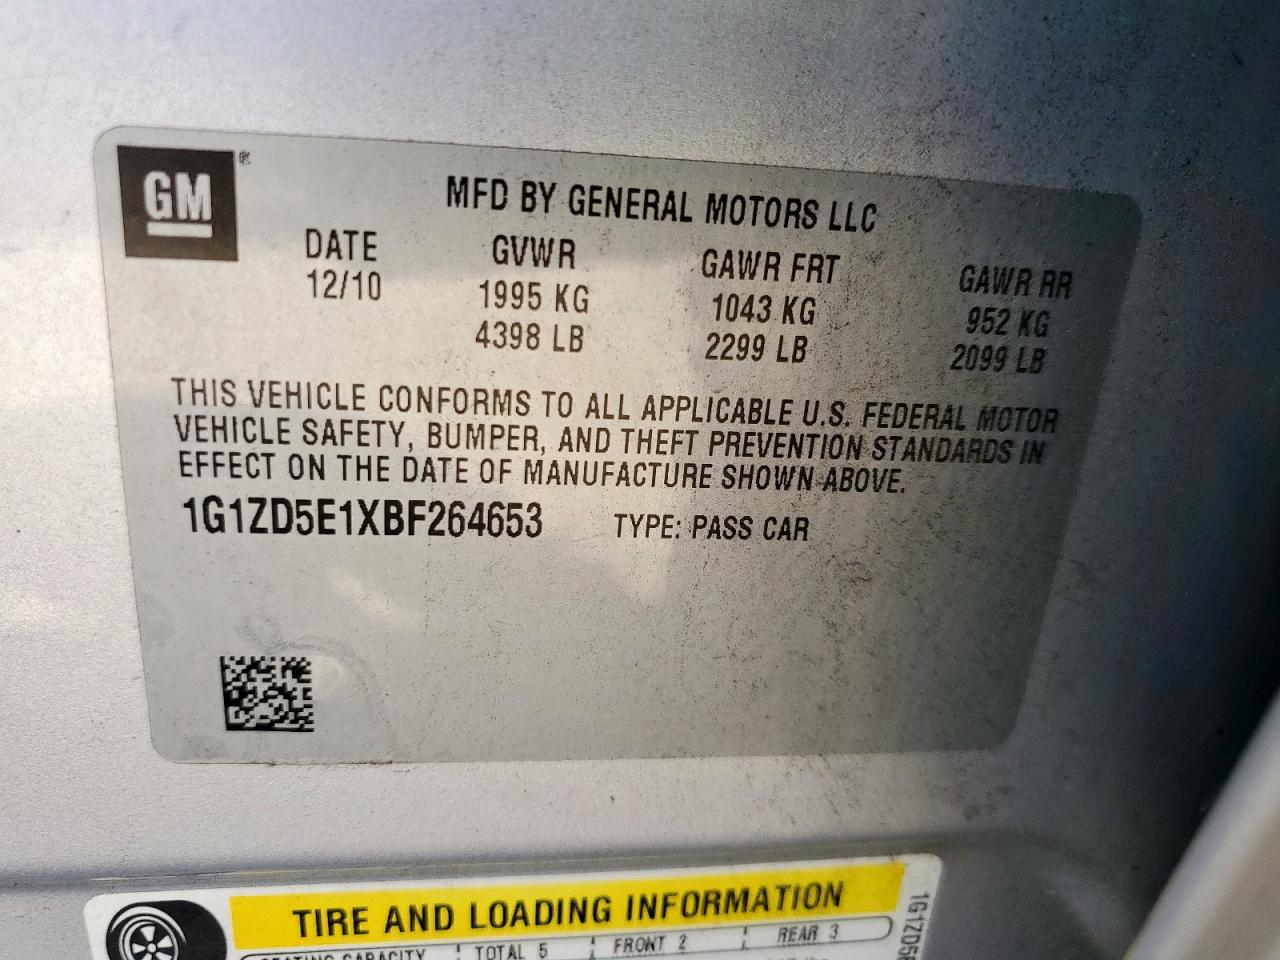 GM®
MFD BY GENERAL MOTORS LLC
DATE GVWR GAWR FRT GAWR RR
12/10 1995 KG 1043 KG 952 KG
4398 LB 2299 LB 2099 LB
THIS VEHICLE CONFORMS TO ALL APPLICABLE U.S. FEDERAL MOTOR
VEHICLE SAFETY, BUMPER, AND THEFT PREVENTION STANDARDS IN
EFFECT ON THE DATE OF MANUFACTURE SHOWN ABOVE.
1G1ZD5E1XBF264653 TYPE: PASS CAR
TIRE AND LOADING INFORMATION
SEATING CAPACITY TOTAL 5 FRONT 2 REAR 3